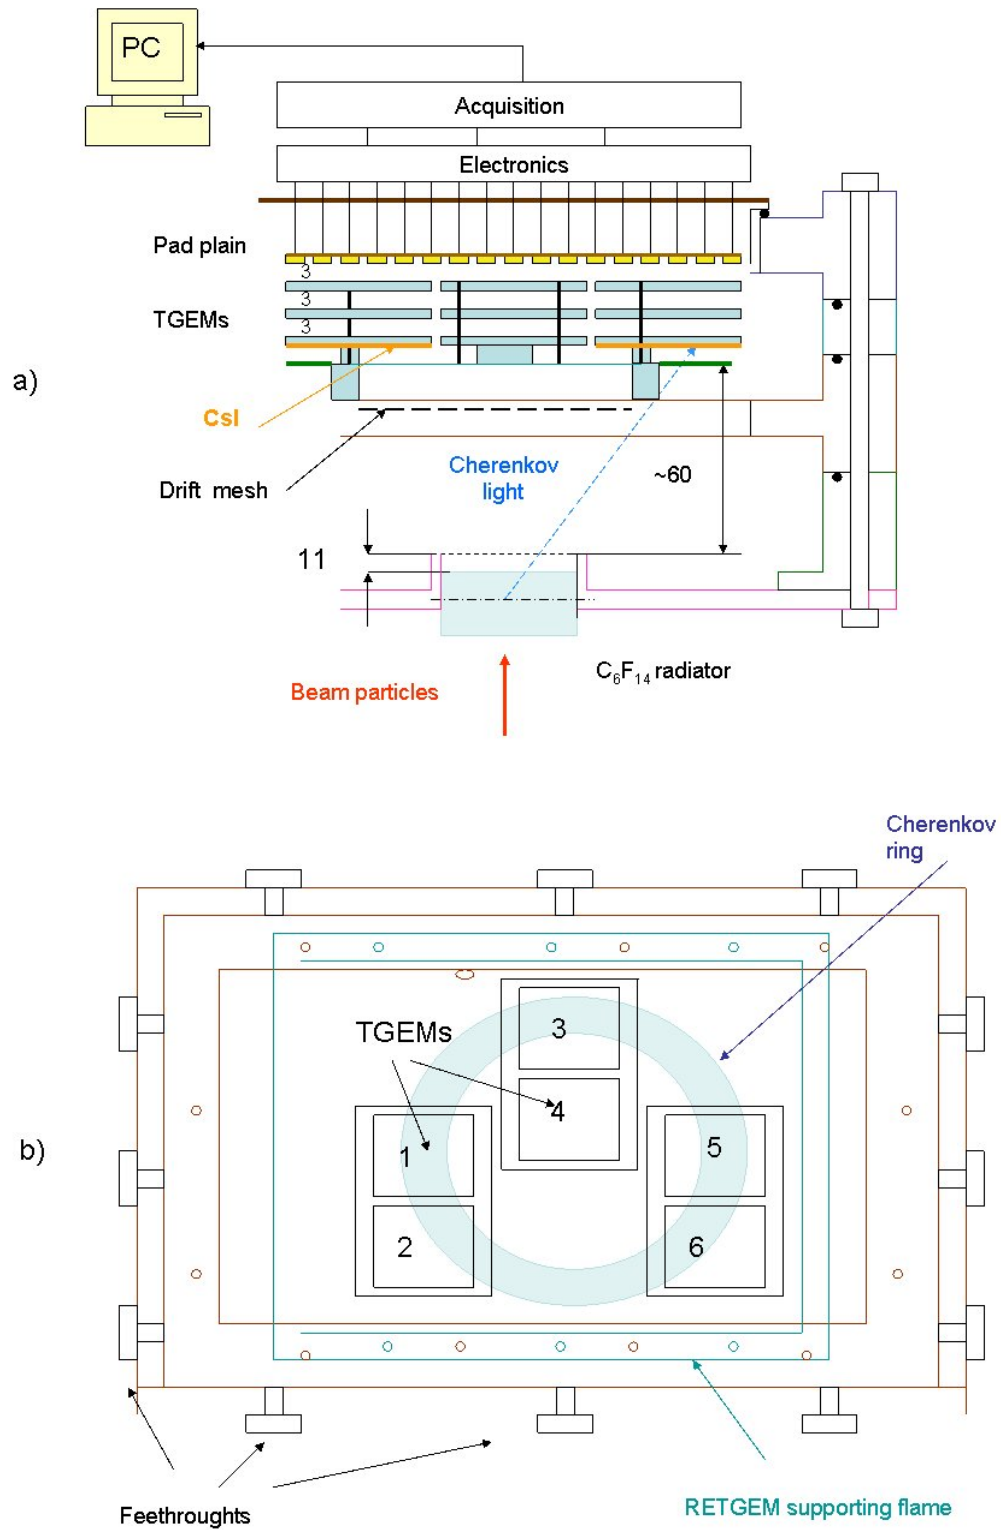 PC
Acquisition
Electronics
Pad plain
3
3
TGEMs
3
a)
CsI
Cherenkov
light
~60
Drift mesh
11
C₆F₁₄ radiator
Beam particles
Cherenkov
ring
TGEMs
3
4
b)
1
5
2
6
Feethroughts
RETGEM supporting flame